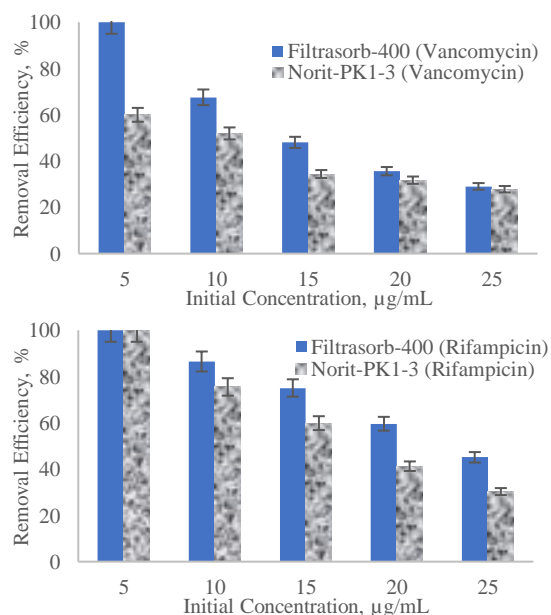 100
80
60
40
20
0
Removal Efficiency, %
Filtrasorb-400 (Vancomycin)
Norit-PK1-3 (Vancomycin)
5 10 15 20 25
Initial Concentration, µg/mL
100
80
60
40
20
0
Removal Efficiency, %
Filtrasorb-400 (Rifampicin)
Norit-PK1-3 (Rifampicin)
5 10 15 20 25
Initial Concentration, µg/mL